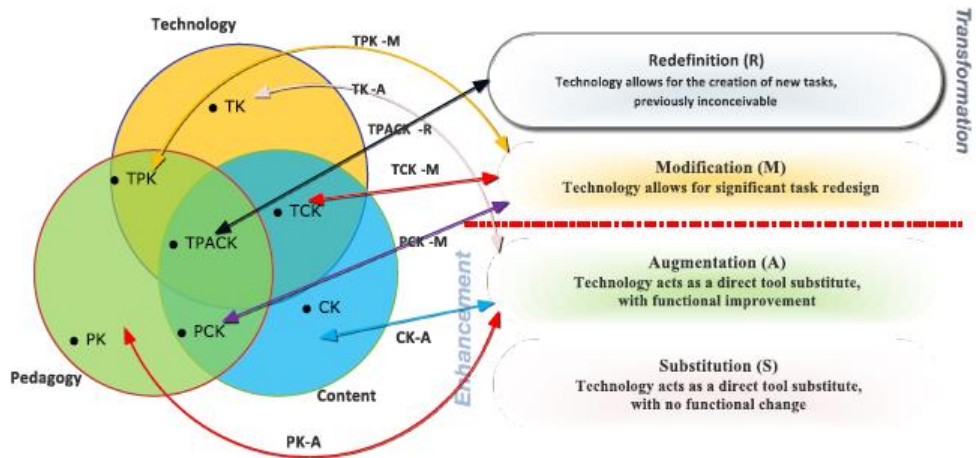 Technology
TPK -M
Redefinition (R)
Technology allows for the creation of new tasks,
previously inconceivable
Transformation
TK
TK-A
TPACK -R
TPK
TCK -M
Modification (M)
Technology allows for significant task redesign
TCK
TPACK
PCK-M
Augmentation (A)
Technology acts as a direct tool substitute,
with functional improvement
Enhancement
CK
PCK
PK
CK-A
Pedagogy
Content
Substitution (S)
Technology acts as a direct tool substitute,
with no functional change
PK-A